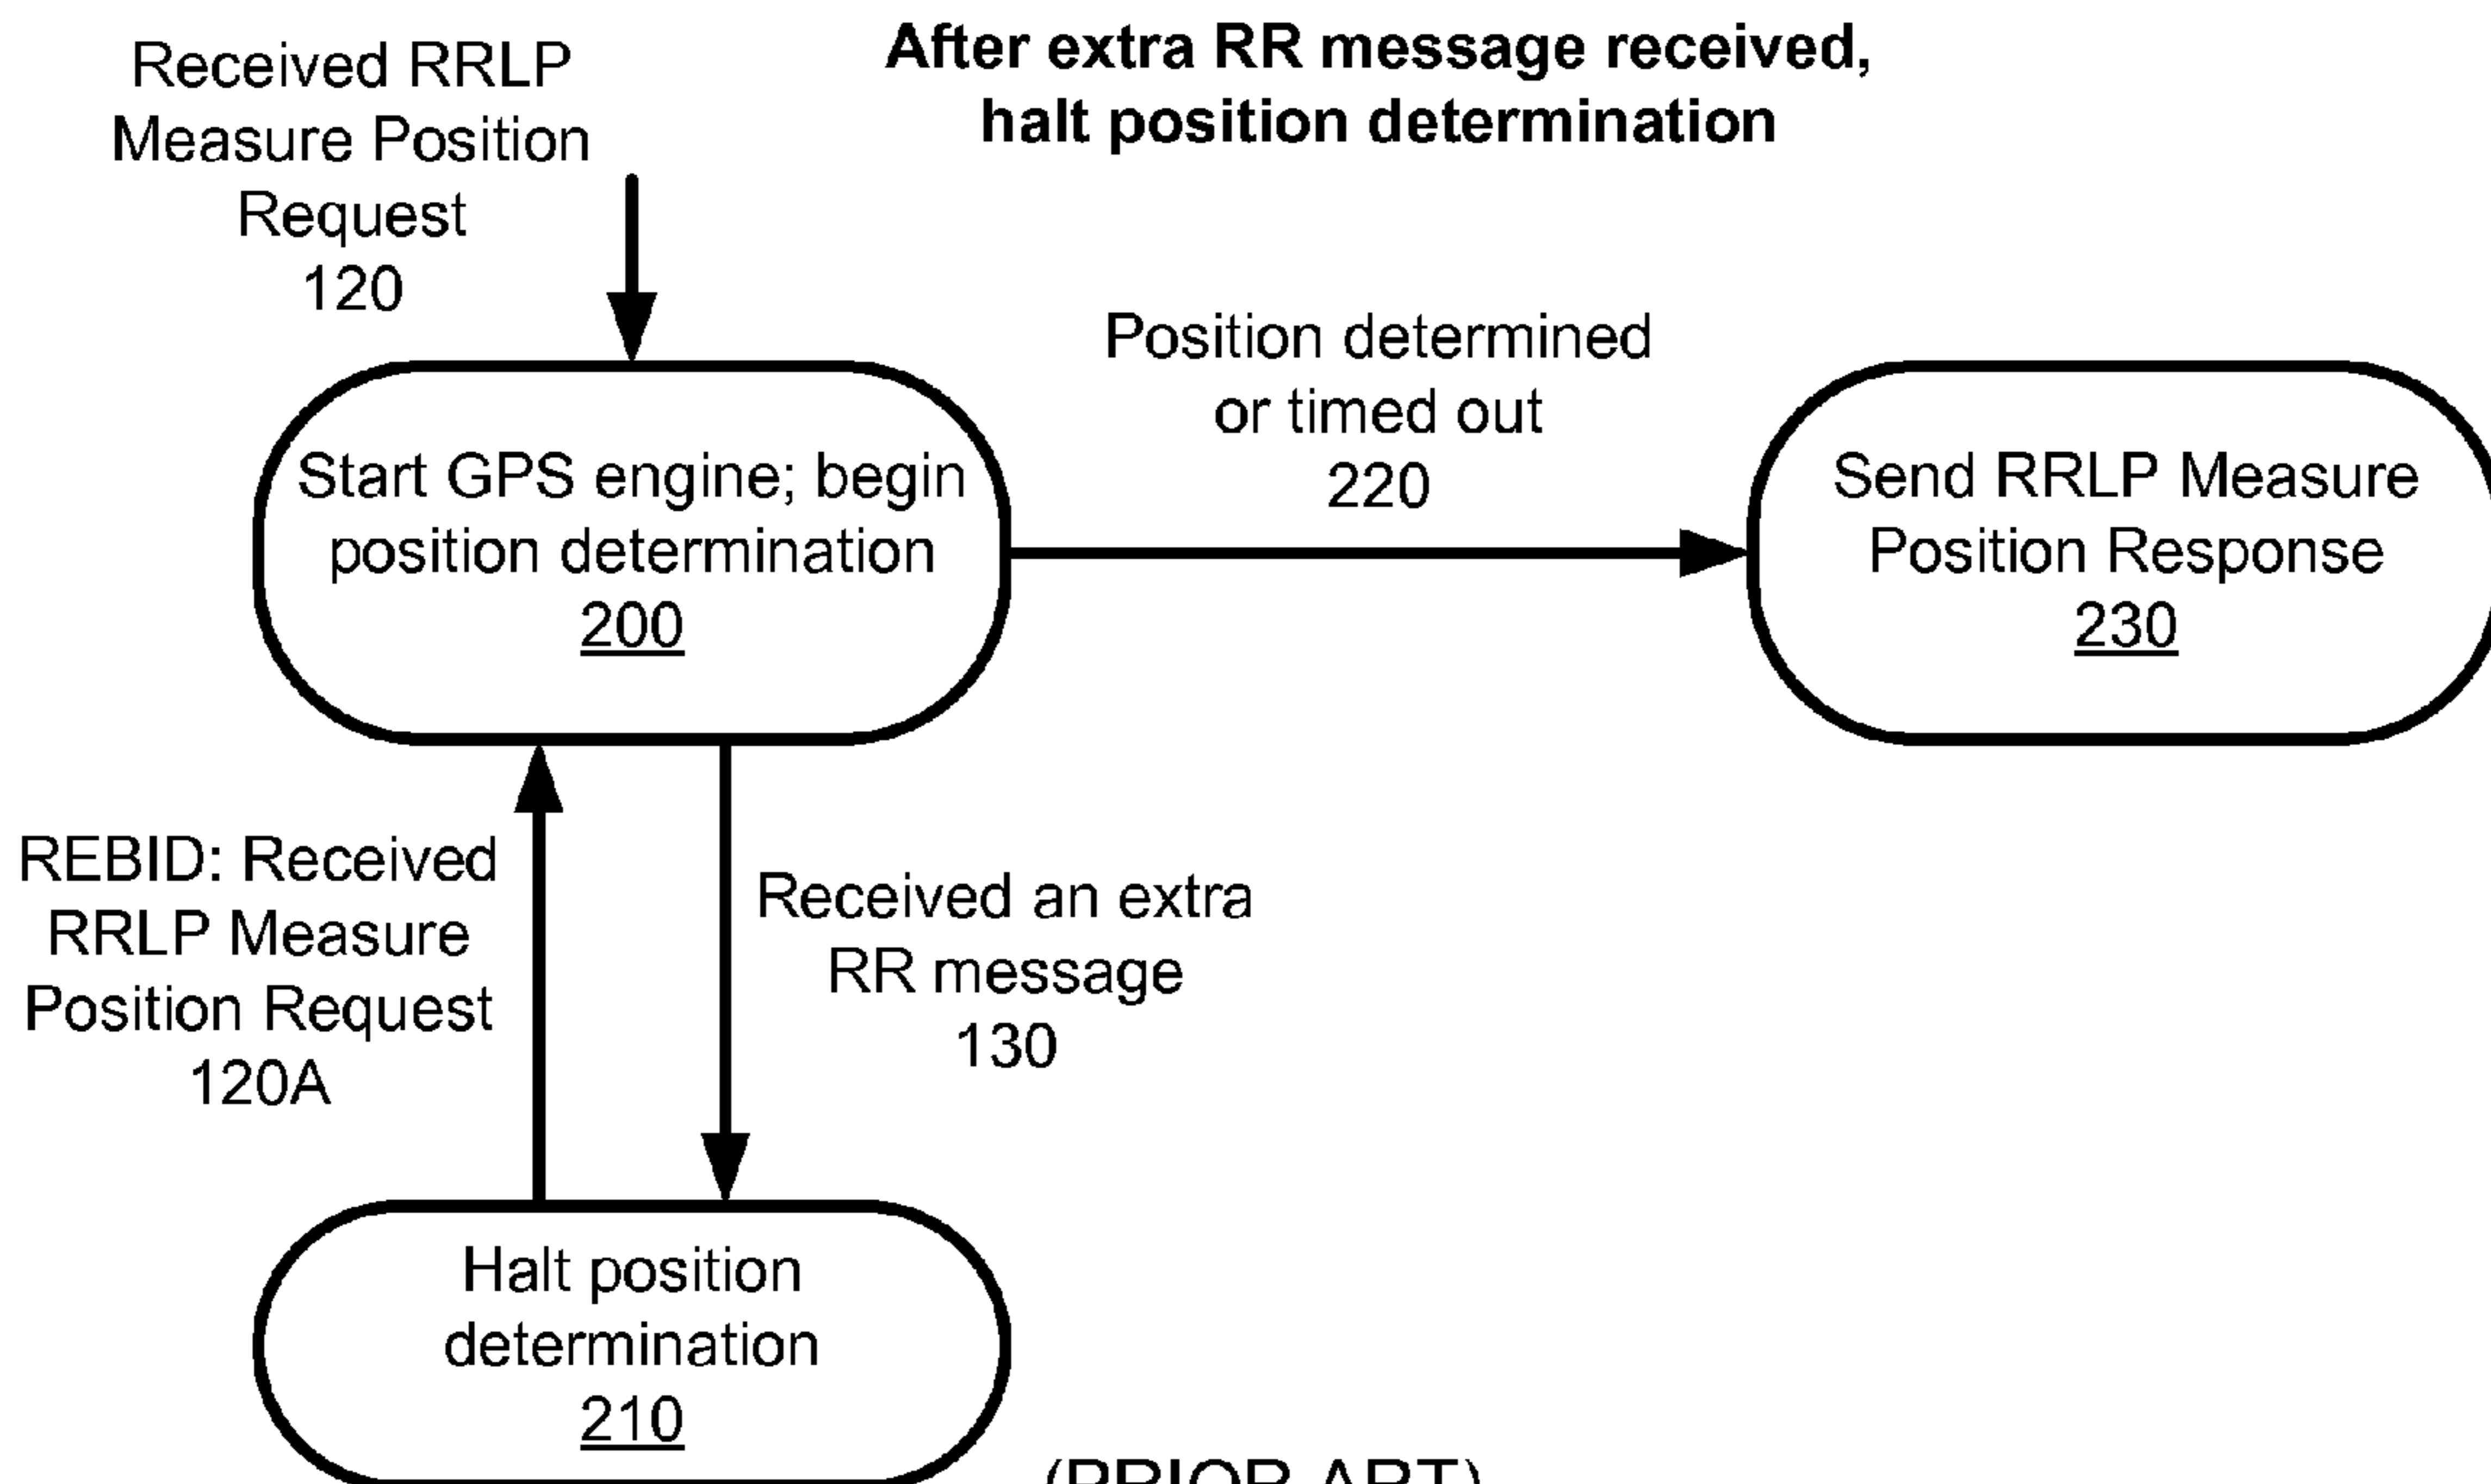 Received RRLP
Measure Position
Request
120
After extra RR message received,
halt position determination
Position determined
or timed out
220
Start GPS engine; begin
position determination
200
Send RRLP Measure
Position Response
230
REBID: Received
RRLP Measure
Position Request
120A
Received an extra
RR message
130
Halt position
determination
210
(PRIOR ART)